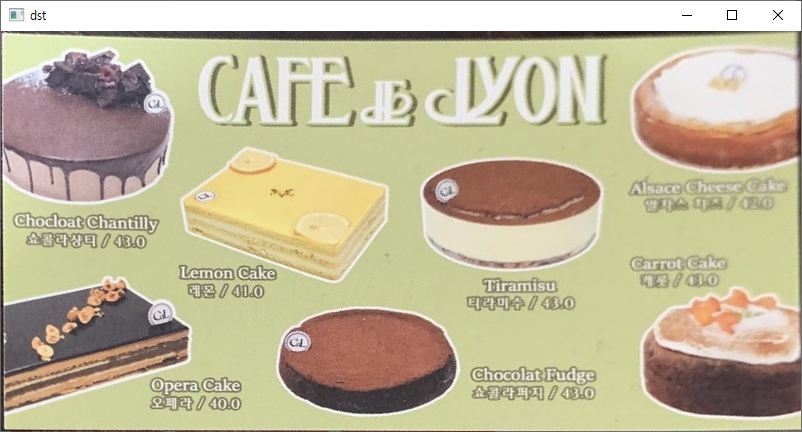 dst
CAFE de LYON
Alsace Cheese Cake
알자스 치즈 / 42.0
Chocloat Chantilly
쇼콜라샹티 / 43.0
Lemon Cake
레몬 / 41.0
Tiramisu
티라미수 / 43.0
Carrot Cake
캐롯 / 43.0
Opera Cake
오페라 / 40.0
Chocolat Fudge
쇼콜라퍼지 / 43.0